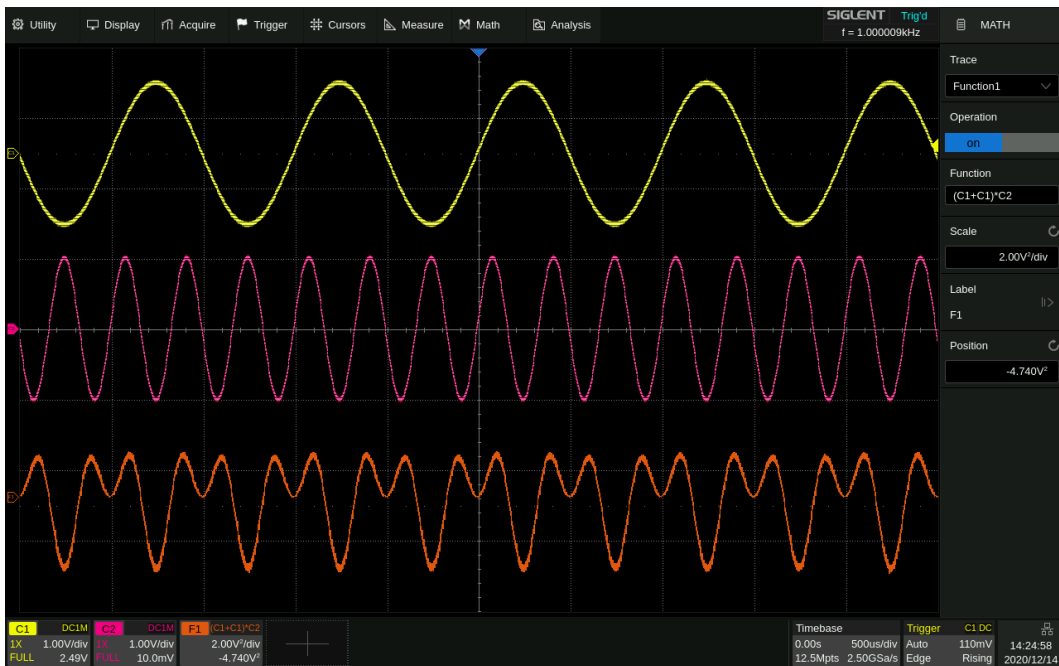 Utility Display Acquire Trigger Cursors Measure Math Analysis SIGLENT Trig'd
f = 1.000009kHz
MATH
Trace
Function1
Operation
on
Function
(C1+C1)*C2
Scale
2.00V²/div
Label
F1
Position
-4.740V²
C1 DC1M
1X 1.00V/div
FULL 2.49V
C2 DC1M
1X 1.00V/div
FULL 10.0mV
F1 (C1+C1)*C2
2.00V²/div
-4.740V²
Timebase
0.00s 500us/div
12.5Mpts 2.50GSa/s
Trigger C1 DC
Auto 110mV
Edge Rising
14:24:58
2020/12/14